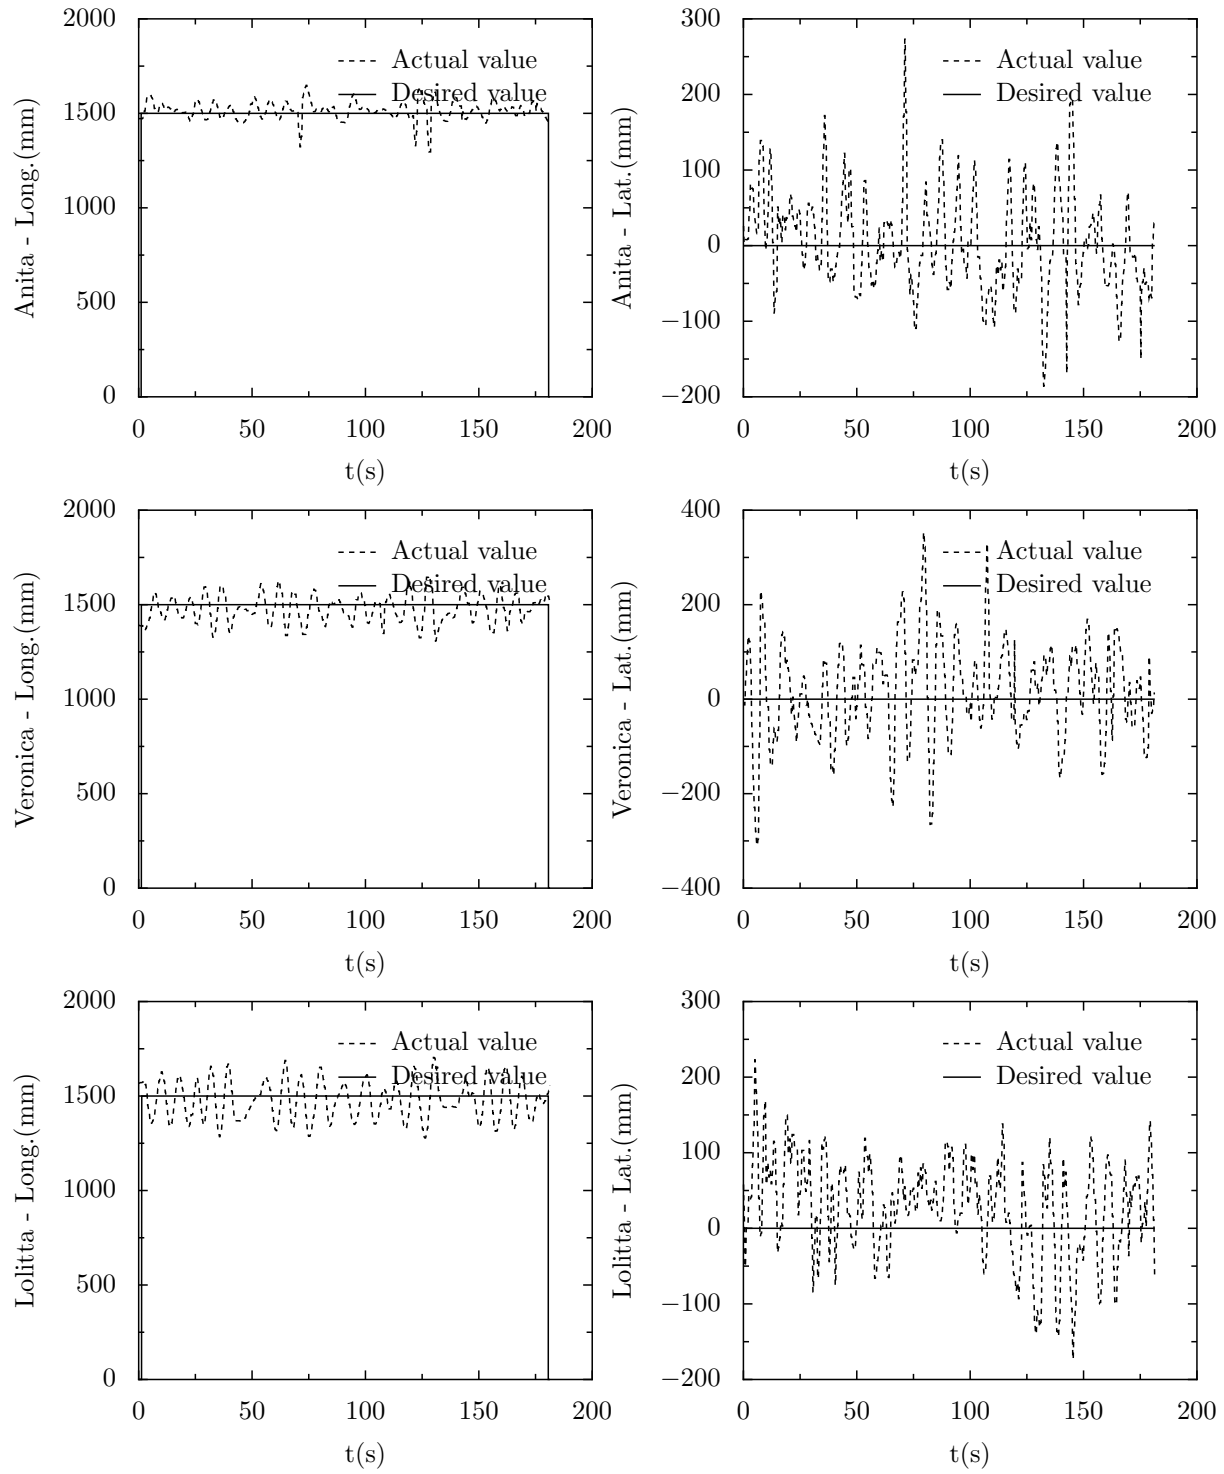 2000
1500
1000
500
0
0 50 100 150 200
t(s)
Anita - Long.(mm)
Actual value
Desired value
300
200
100
0
−100
−200
0 50 100 150 200
t(s)
Anita - Lat.(mm)
Actual value
Desired value
2000
1500
1000
500
0
0 50 100 150 200
t(s)
Veronica - Long.(mm)
Actual value
Desired value
400
200
0
−200
−400
0 50 100 150 200
t(s)
Veronica - Lat.(mm)
Actual value
Desired value
2000
1500
1000
500
0
0 50 100 150 200
t(s)
Lolitta - Long.(mm)
Actual value
Desired value
300
200
100
0
−100
−200
0 50 100 150 200
t(s)
Lolitta - Lat.(mm)
Actual value
Desired value